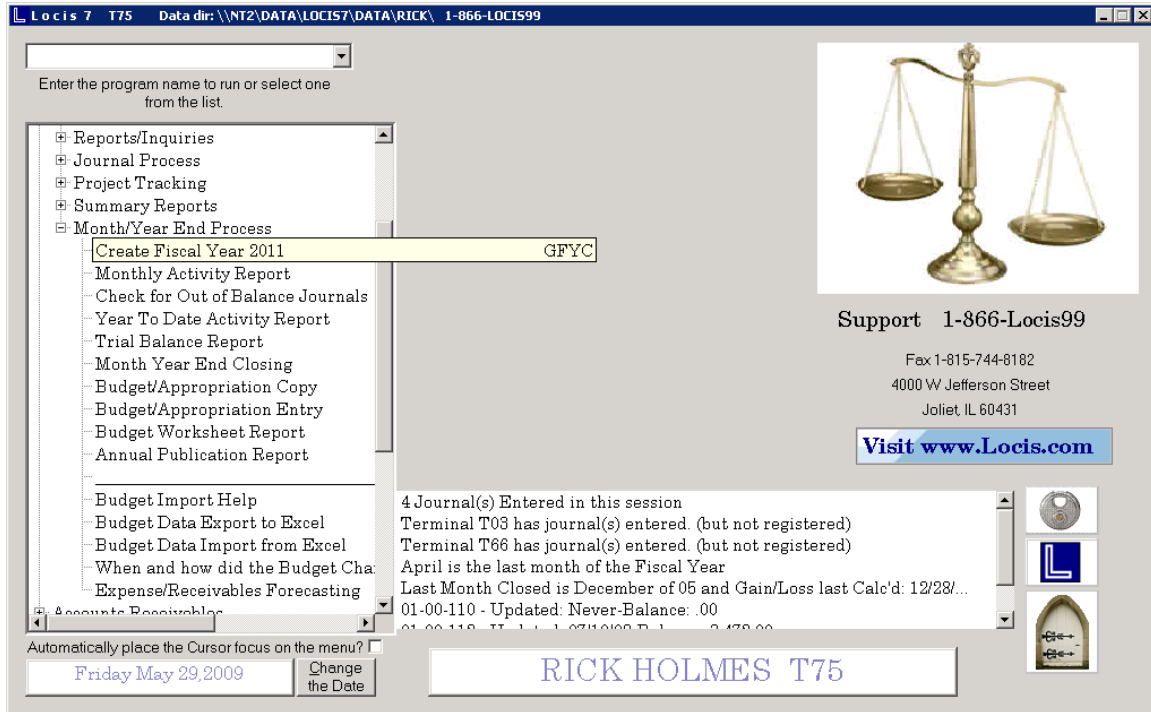 Locis 7 T75 Data dir: \\NT2\DATA\LOCIS7\DATA\RICK\ 1-866-LOCIS99
Enter the program name to run or select one
from the list.
Reports/Inquiries
Journal Process
Project Tracking
Summary Reports
Month/Year End Process
Create Fiscal Year 2011 GFYC
Monthly Activity Report
Check for Out of Balance Journals
Year To Date Activity Report
Trial Balance Report
Month Year End Closing
Budget/Appropriation Copy
Budget/Appropriation Entry
Budget Worksheet Report
Annual Publication Report
Budget Import Help
Budget Data Export to Excel
Budget Data Import from Excel
When and how did the Budget Cha
Expense/Receivables Forecasting
Accounts Receivables
Automatically place the Cursor focus on the menu?
Friday May 29,2009
Change
the Date
Support 1-866-Locis99
Fax 1-815-744-8182
4000 W Jefferson Street
Joliet, IL 60431
Visit www.Locis.com
4 Journal(s) Entered in this session
Terminal T03 has journal(s) entered. (but not registered)
Terminal T66 has journal(s) entered. (but not registered)
April is the last month of the Fiscal Year
Last Month Closed is December of 05 and Gain/Loss last Calc'd: 12/28/...
01-00-110 - Updated: Never-Balance: .00
L
RICK HOLMES T75